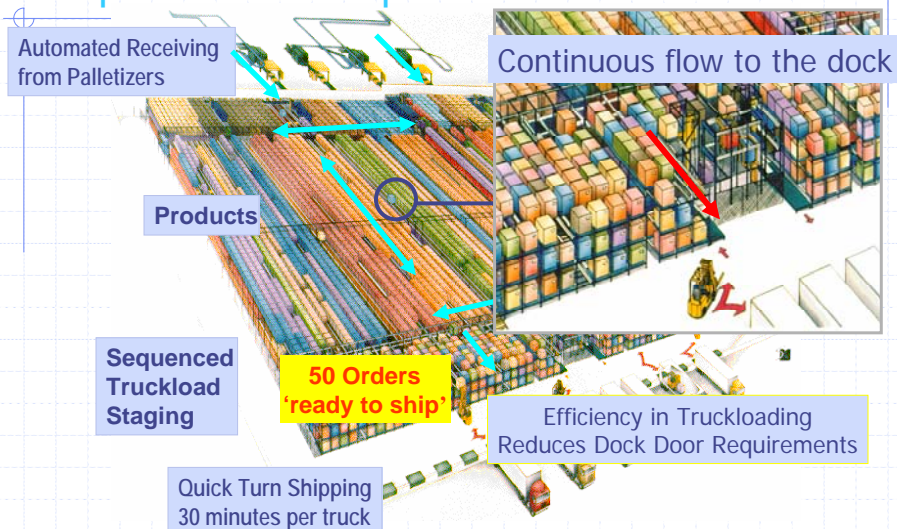 Automated Receiving
from Palletizers
Continuous flow to the dock
Products
Sequenced
Truckload
Staging
50 Orders
‘ready to ship’
Efficiency in Truckloading
Reduces Dock Door Requirements
Quick Turn Shipping
30 minutes per truck